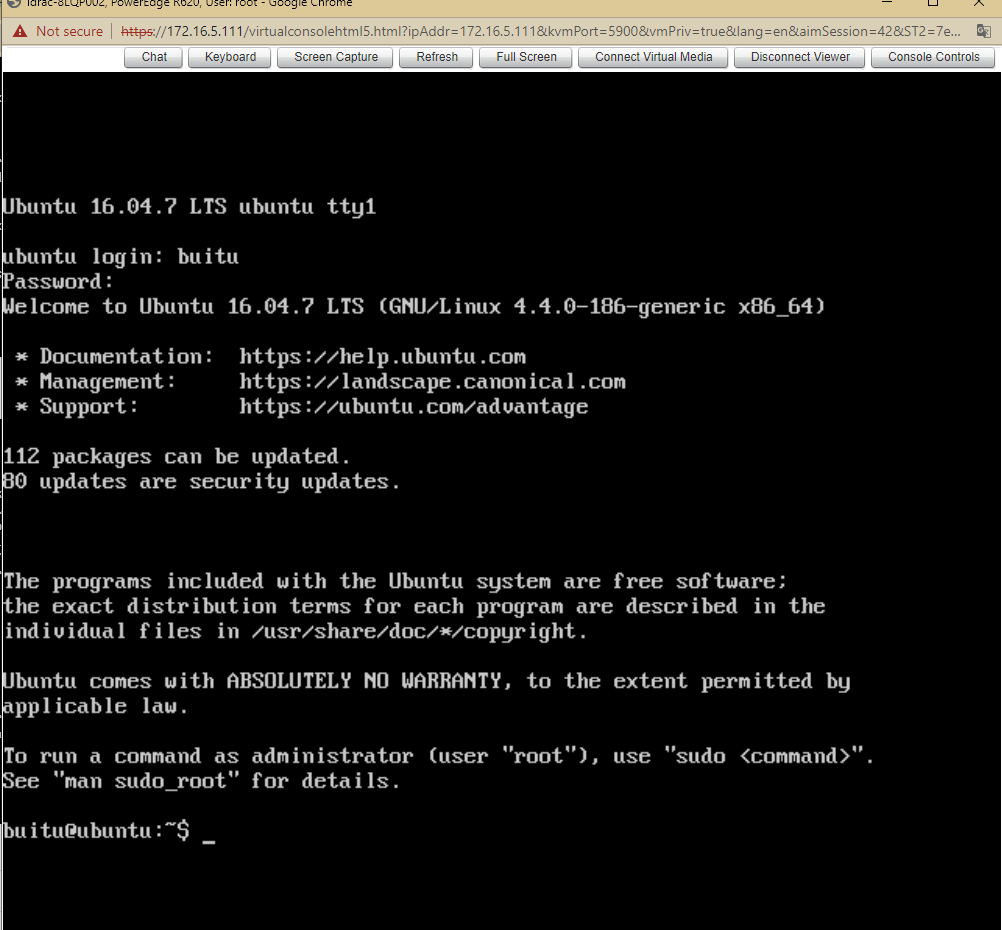 idrac-8LQP002, PowerEdge R620, User: root - Google Chrome
Not secure | https://172.16.5.111/virtualconsolehtml5.html?ipAddr=172.16.5.111&kvmPort=5900&vmPriv=true&lang=en&aimSession=42&ST2=7e...
Chat Keyboard Screen Capture Refresh Full Screen Connect Virtual Media Disconnect Viewer Console Controls
Ubuntu 16.04.7 LTS ubuntu tty1
ubuntu login: buitu
Password:
Welcome to Ubuntu 16.04.7 LTS (GNU/Linux 4.4.0-186-generic x86_64)
* Documentation: https://help.ubuntu.com
* Management: https://landscape.canonical.com
* Support: https://ubuntu.com/advantage
112 packages can be updated.
80 updates are security updates.
The programs included with the Ubuntu system are free software;
the exact distribution terms for each program are described in the
individual files in /usr/share/doc/*/copyright.
Ubuntu comes with ABSOLUTELY NO WARRANTY, to the extent permitted by
applicable law.
To run a command as administrator (user "root"), use "sudo <command>".
See "man sudo_root" for details.
buitu@ubuntu:~$ _